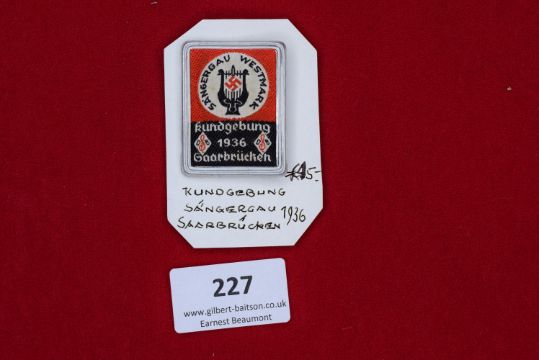 SÄNGERGAU WESTMARK
Kundgebung
1936
Saarbrücken
KUNDGEBUNG
SÄNGERGAU
SAARBRÜCKEN 1936
227
www.gilbert-baitson.co.uk
Earnest Beaumont